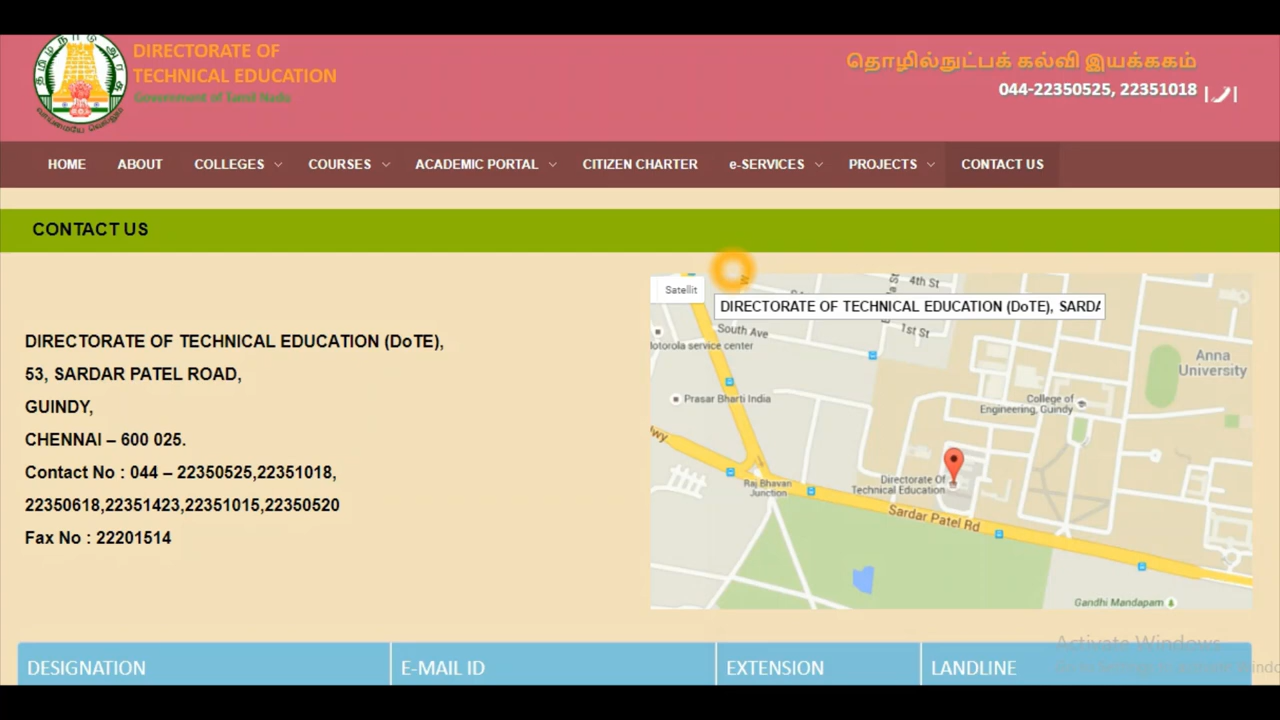 DIRECTORATE OF
TECHNICAL EDUCATION
Government of Tamil Nadu
தொழில்நுட்பக் கல்வி இயக்ககம்
044-22350525, 22351018
HOME ABOUT COLLEGES COURSES ACADEMIC PORTAL CITIZEN CHARTER e-SERVICES PROJECTS CONTACT US
CONTACT US
DIRECTORATE OF TECHNICAL EDUCATION (DoTE),
53, SARDAR PATEL ROAD,
GUINDY,
CHENNAI – 600 025.
Contact No : 044 – 22350525,22351018,
22350618,22351423,22351015,22350520
Fax No : 22201514
Satellit
DIRECTORATE OF TECHNICAL EDUCATION (DoTE), SARDA
4th St
1st St
South Ave
Motorola service center
Anna
University
Prasar Bharti India
College of
Engineering, Guindy
Raj Bhavan
Junction
Directorate Of
Technical Education
Sardar Patel Rd
Gandhi Mandapam
Activate Windows
DESIGNATION E-MAIL ID EXTENSION LANDLINE